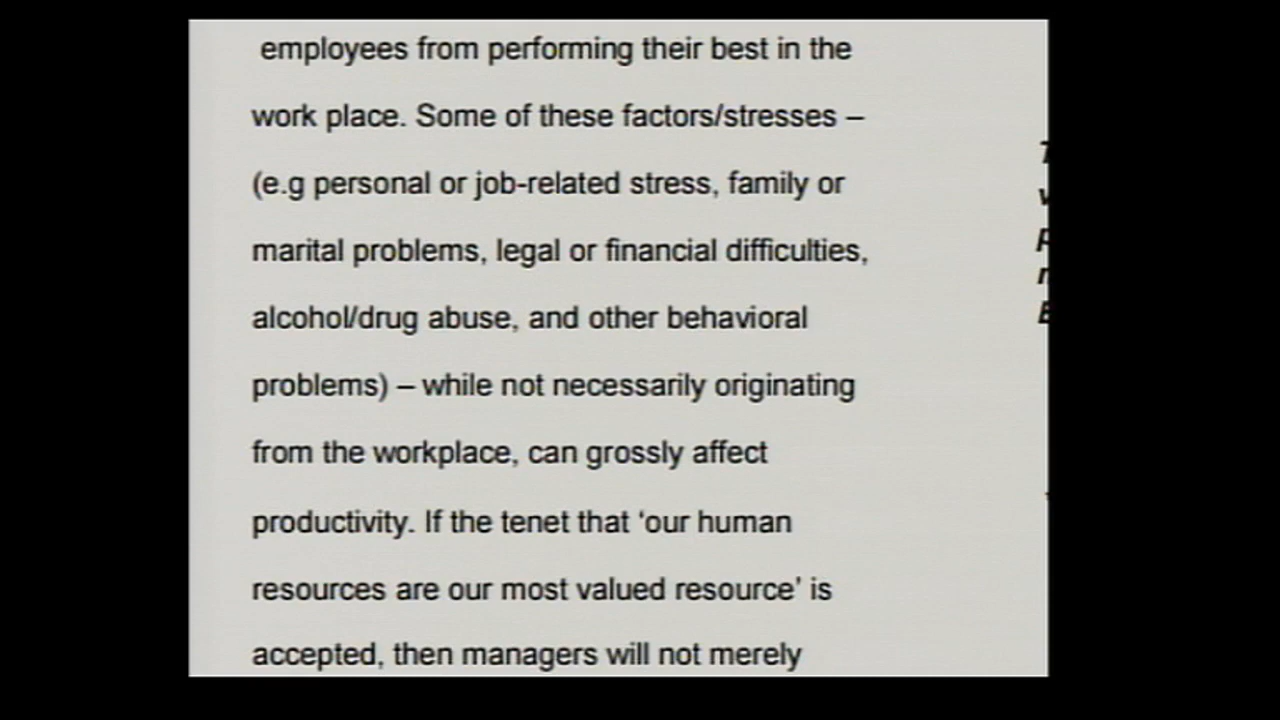 employees from performing their best in the
work place. Some of these factors/stresses –
(e.g personal or job-related stress, family or
marital problems, legal or financial difficulties,
alcohol/drug abuse, and other behavioral
problems) – while not necessarily originating
from the workplace, can grossly affect
productivity. If the tenet that ‘our human
resources are our most valued resource’ is
accepted, then managers will not merely